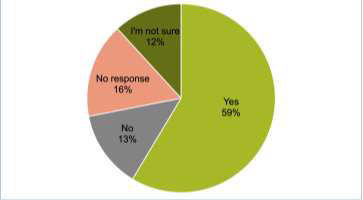 I'm not sure
12%
No response
16%
Yes
59%
No
13%